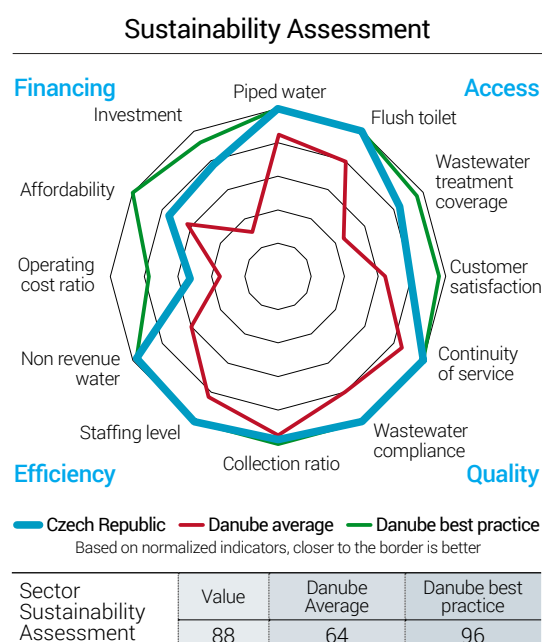 Sustainability Assessment
Financing
Access
Piped water
Investment
Flush toilet
Affordability
Wastewater
treatment
coverage
Operating
cost ratio
Customer
satisfaction
Non revenue
water
Continuity
of service
Staffing level
Wastewater
compliance
Collection ratio
Efficiency
Quality
Czech Republic Danube average Danube best practice
Based on normalized indicators, closer to the border is better
Sector
Sustainability
Assessment
Value
Danube
Average
Danube best
practice
88 64 96